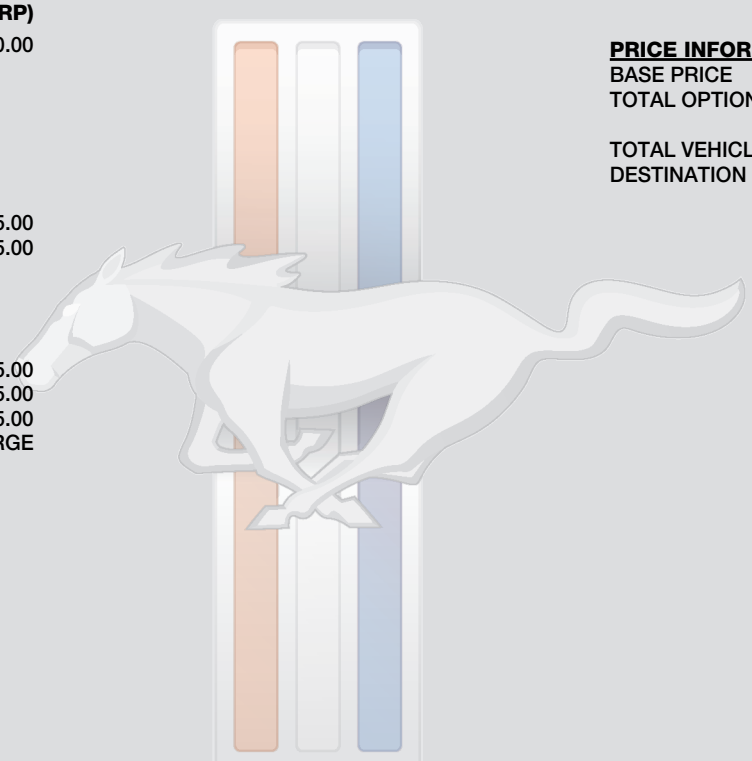 RP)
0.00
5.00
5.00
5.00
5.00
5.00
RGE
PRICE INFOR
BASE PRICE
TOTAL OPTION
TOTAL VEHICL
DESTINATION